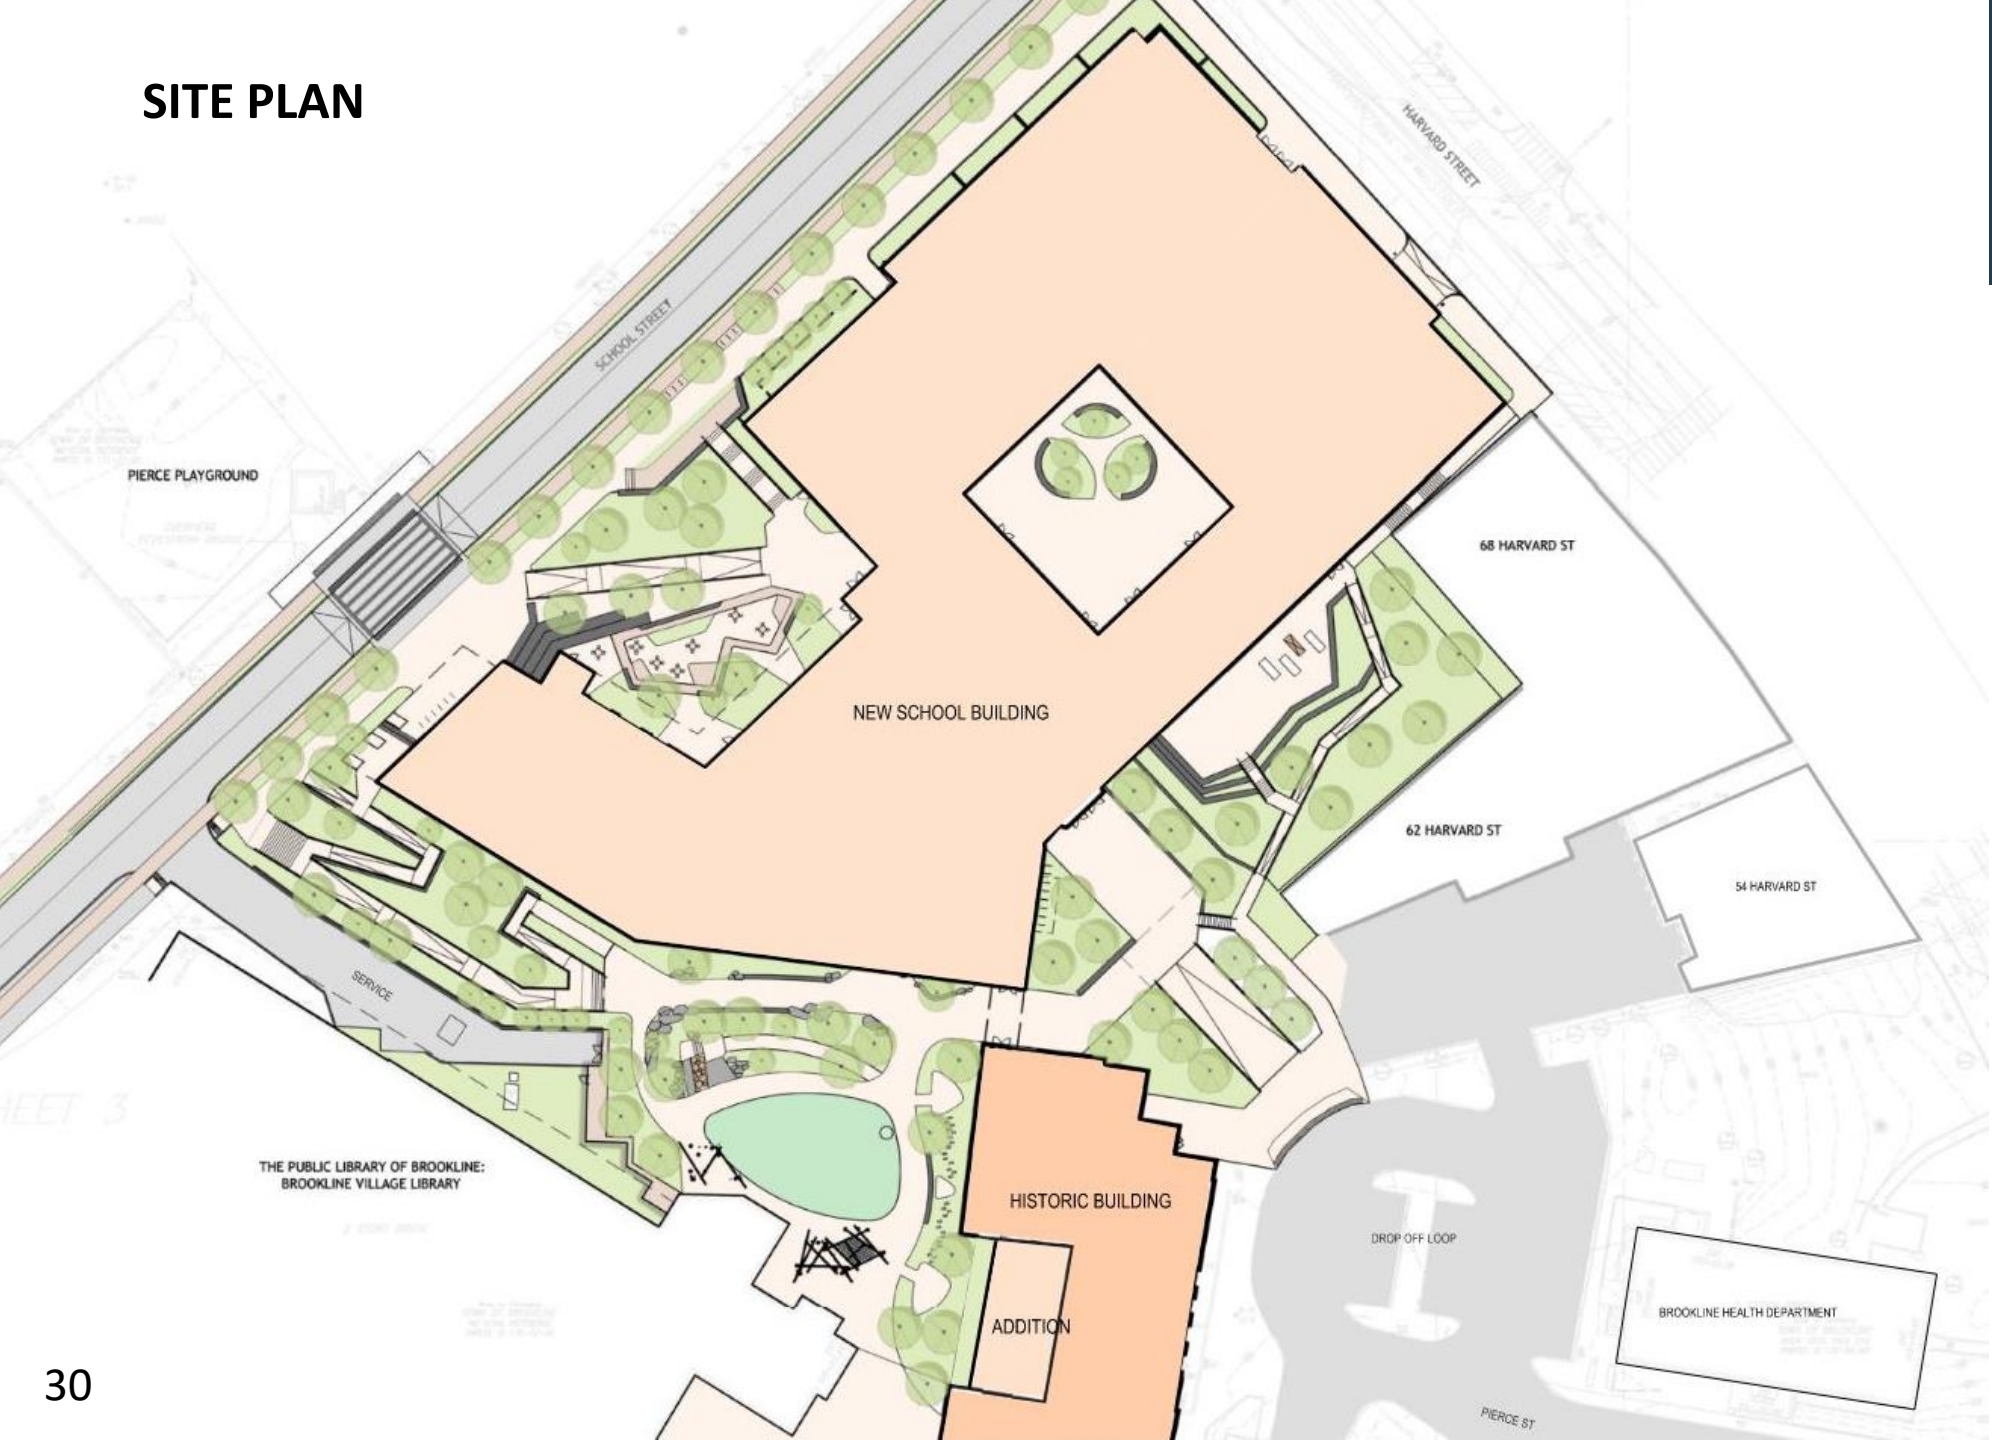 SITE PLAN
HARVARD STREET
SCHOOL STREET
PIERCE PLAYGROUND
68 HARVARD ST
NEW SCHOOL BUILDING
62 HARVARD ST
54 HARVARD ST
SERVICE
THE PUBLIC LIBRARY OF BROOKLINE:
BROOKLINE VILLAGE LIBRARY
HISTORIC BUILDING
DROP OFF LOOP
BROOKLINE HEALTH DEPARTMENT
ADDITION
30
PIERCE ST